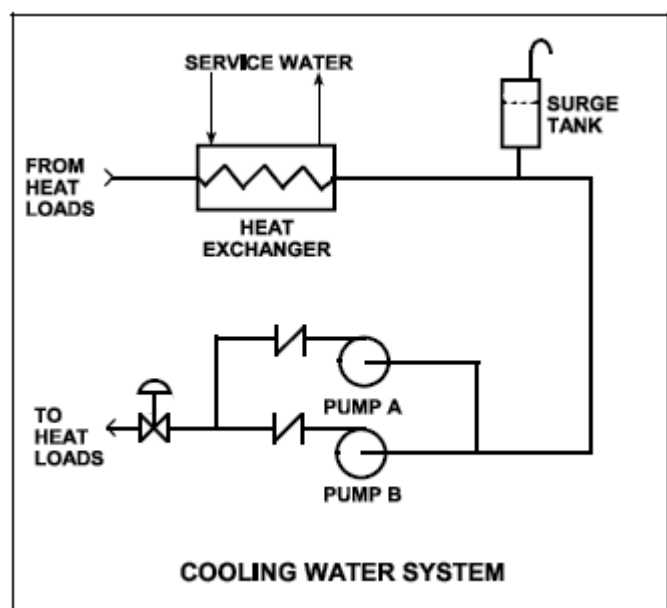 SERVICE WATER
SURGE
TANK
FROM
HEAT
LOADS
HEAT
EXCHANGER
PUMP A
TO
HEAT
LOADS
PUMP B
COOLING WATER SYSTEM